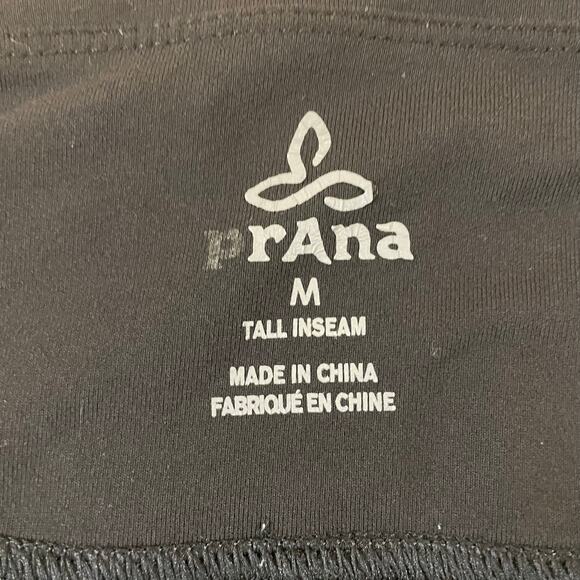 prAna
M
TALL INSEAM
MADE IN CHINA
FABRIQUÉ EN CHINE